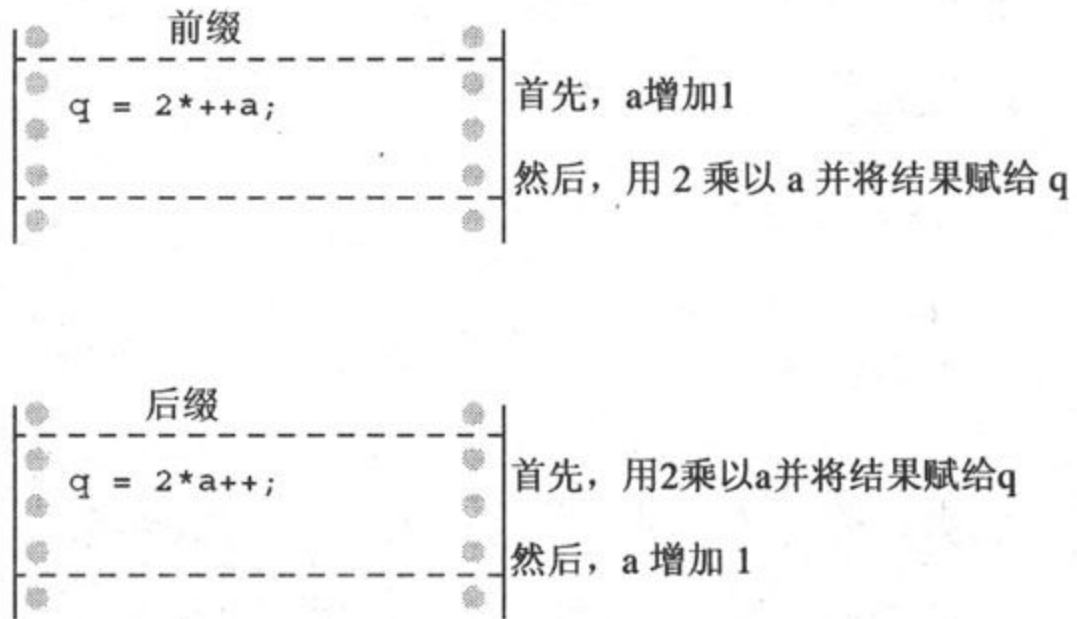 前缀
q = 2*++a;
首先，a增加1
然后，用 2 乘以 a 并将结果赋给 q
后缀
q = 2*a++;
首先，用2乘以a并将结果赋给q
然后，a 增加 1